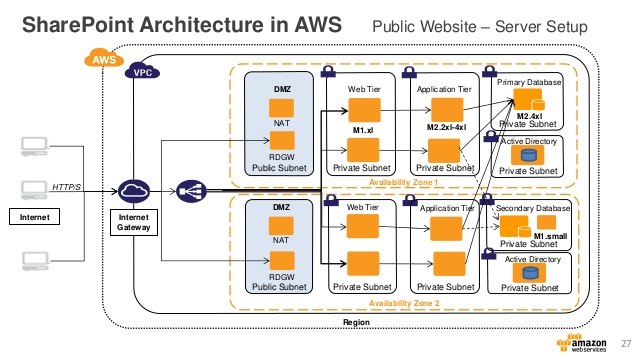 SharePoint Architecture in AWS
Public Website – Server Setup
AWS
VPC
DMZ
NAT
RDGW
Public Subnet
Web Tier
M1.xl
Private Subnet
Application Tier
M2.2xl-4xl
Private Subnet
Primary Database
M2.4xl
Private Subnet
Active Directory
Private Subnet
Availability Zone 1
HTTP/S
Internet
Internet
Gateway
DMZ
NAT
RDGW
Public Subnet
Web Tier
Private Subnet
Application Tier
Private Subnet
Secondary Database
M1.small
Private Subnet
Active Directory
Private Subnet
Availability Zone 2
Region
amazon
webservices
27